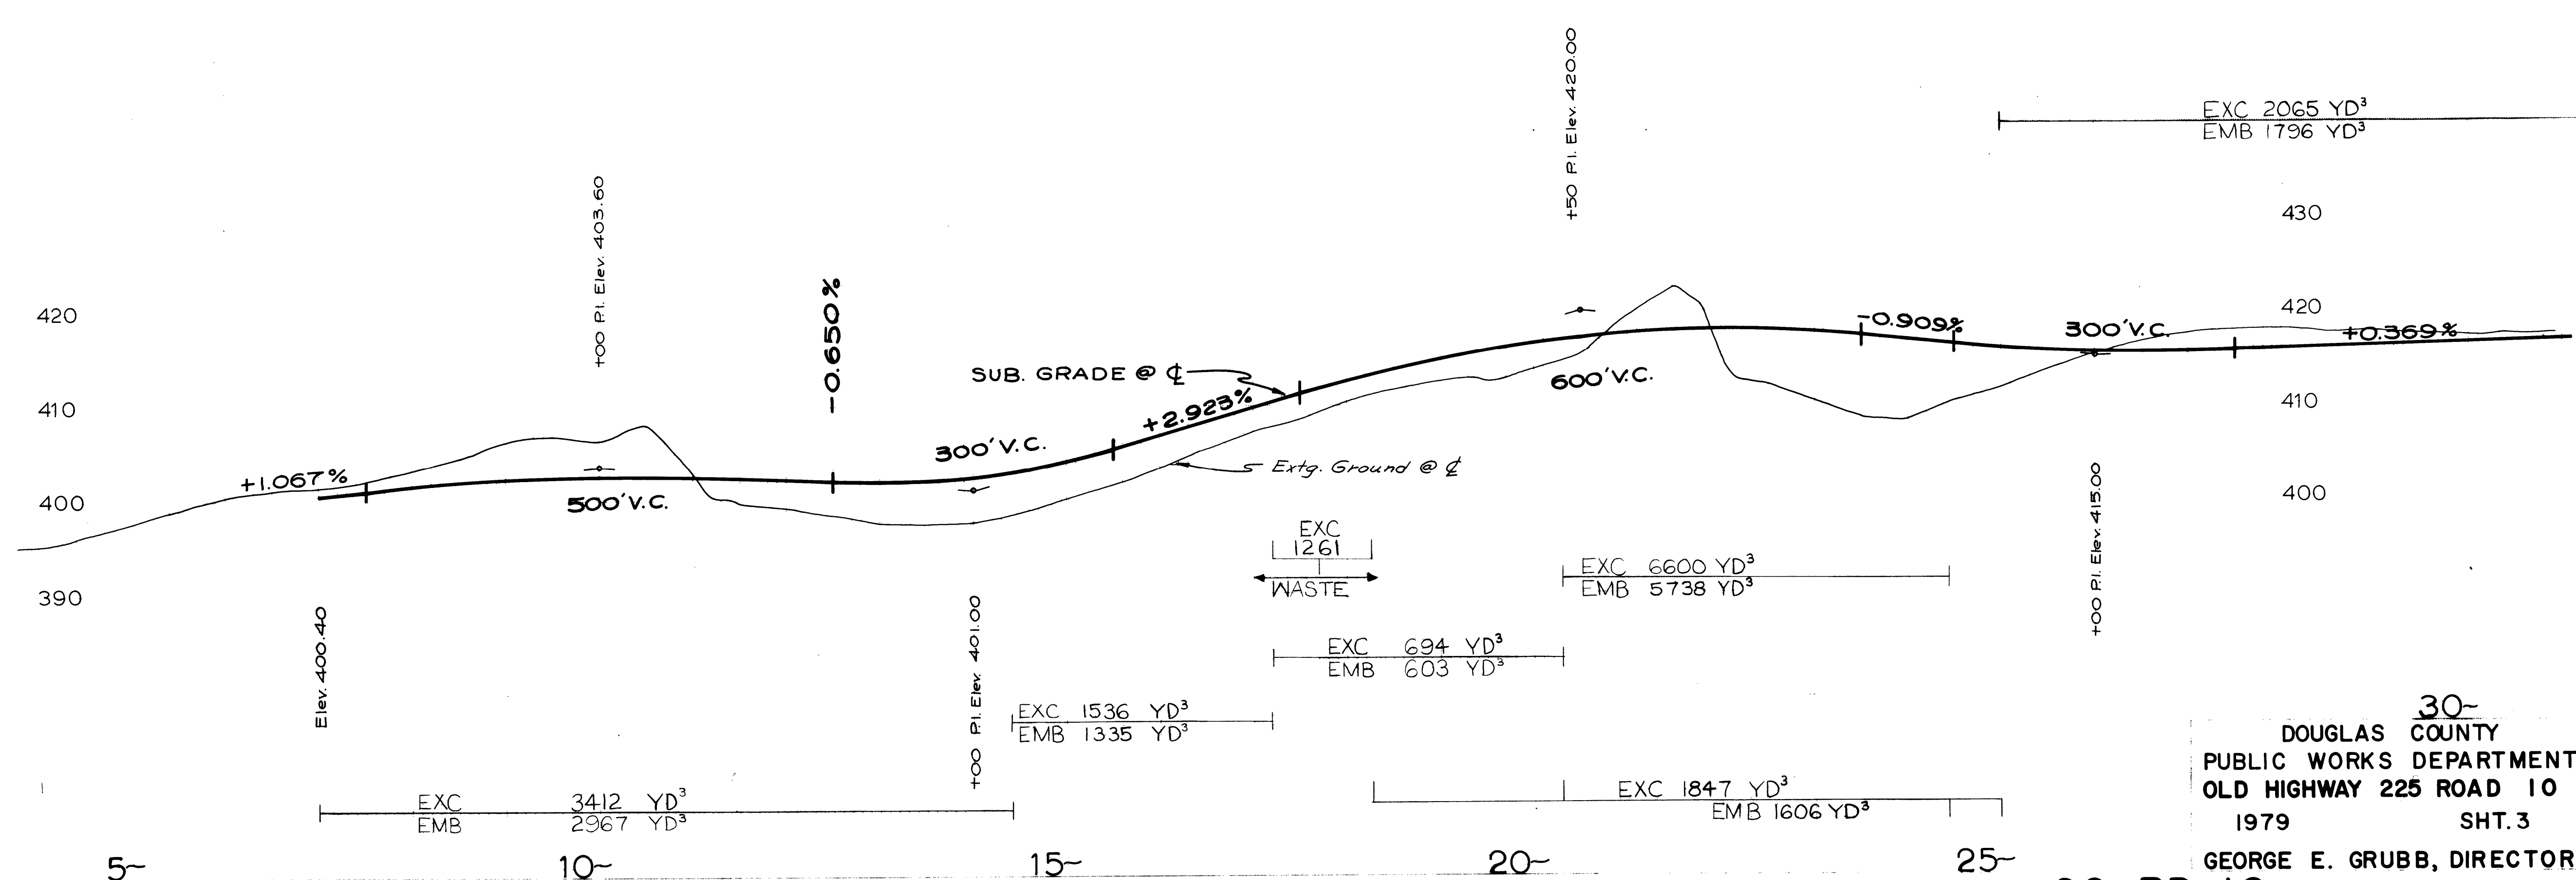 +50 P.I. Elev. 420.00
EXC 2065 YD³
EMB 1796 YD³
+00 P.I. Elev. 403.60
430
-0.650%
420
420
-0.909%
300' V.C.
+0.369%
SUB. GRADE @ ℄
600' V.C.
410
410
+2.923%
300' V.C.
Extg. Ground @ ℄
+1.067%
400
500' V.C.
400
+00 P.I. Elev. 415.00
EXC
1261
WASTE
EXC 6600 YD³
EMB 5738 YD³
390
Elev. 400.40
+00 P.I. Elev. 401.00
EXC 694 YD³
EMB 603 YD³
EXC 1536 YD³
EMB 1335 YD³
EXC 1847 YD³
EMB 1606 YD³
EXC 3412 YD³
EMB 2967 YD³
5~
10~
15~
20~
25~
30~
DOUGLAS COUNTY
PUBLIC WORKS DEPARTMENT
OLD HIGHWAY 225 ROAD 10
1979 SHT. 3
GEORGE E. GRUBB, DIRECTOR